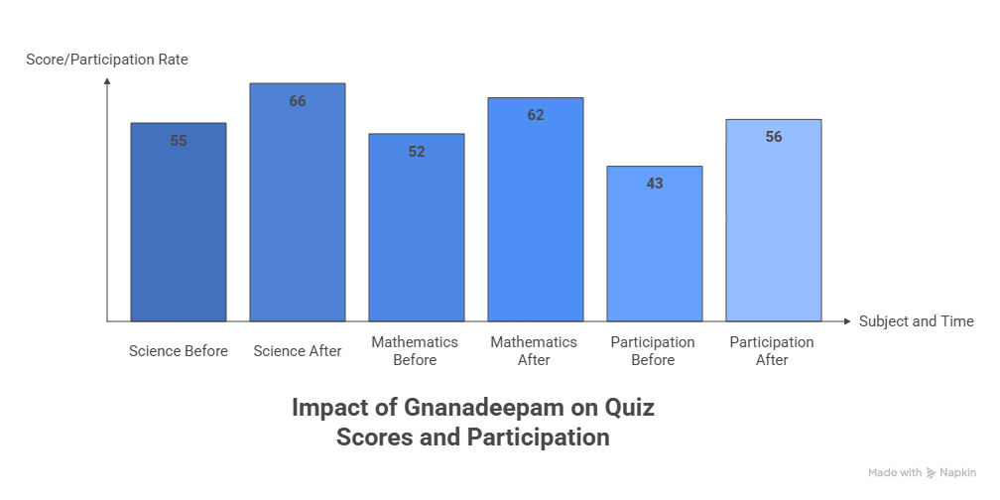 Score/Participation Rate
55
66
52
62
43
56
Subject and Time
Science Before
Science After
Mathematics
Before
Mathematics
After
Participation
Before
Participation
After
Impact of Gnanadeepam on Quiz
Scores and Participation
Made with Napkin